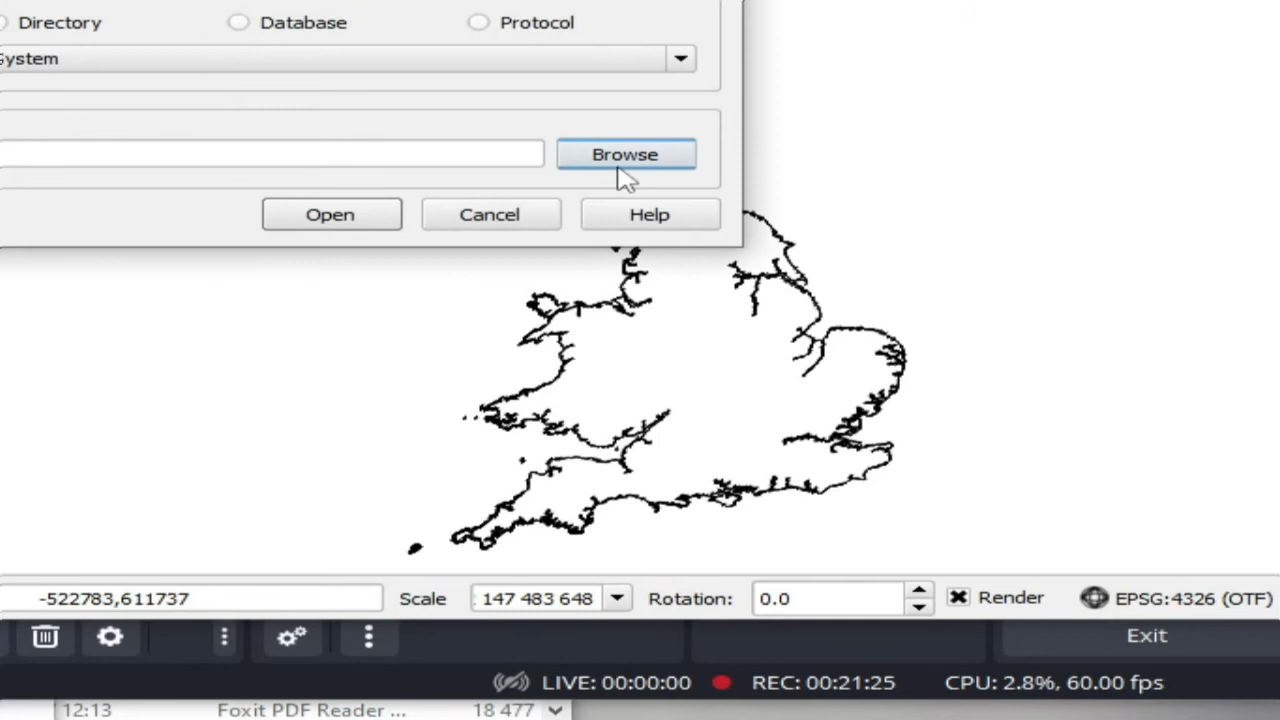 Directory Database Protocol
System
Browse
Open Cancel Help
-522783,611737 Scale 147 483 648 Rotation: 0.0 Render EPSG:4326 (OTF)
Exit
LIVE: 00:00:00 REC: 00:21:25 CPU: 2.8%, 60.00 fps
12:13 Foxit PDF Reader ... 18 477